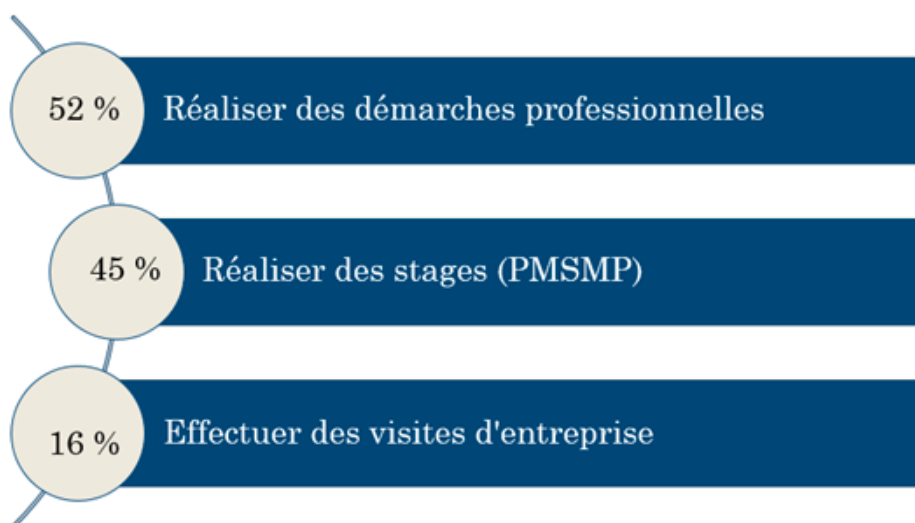 52 % Réaliser des démarches professionnelles
45 % Réaliser des stages (PMSMP)
16 % Effectuer des visites d'entreprise